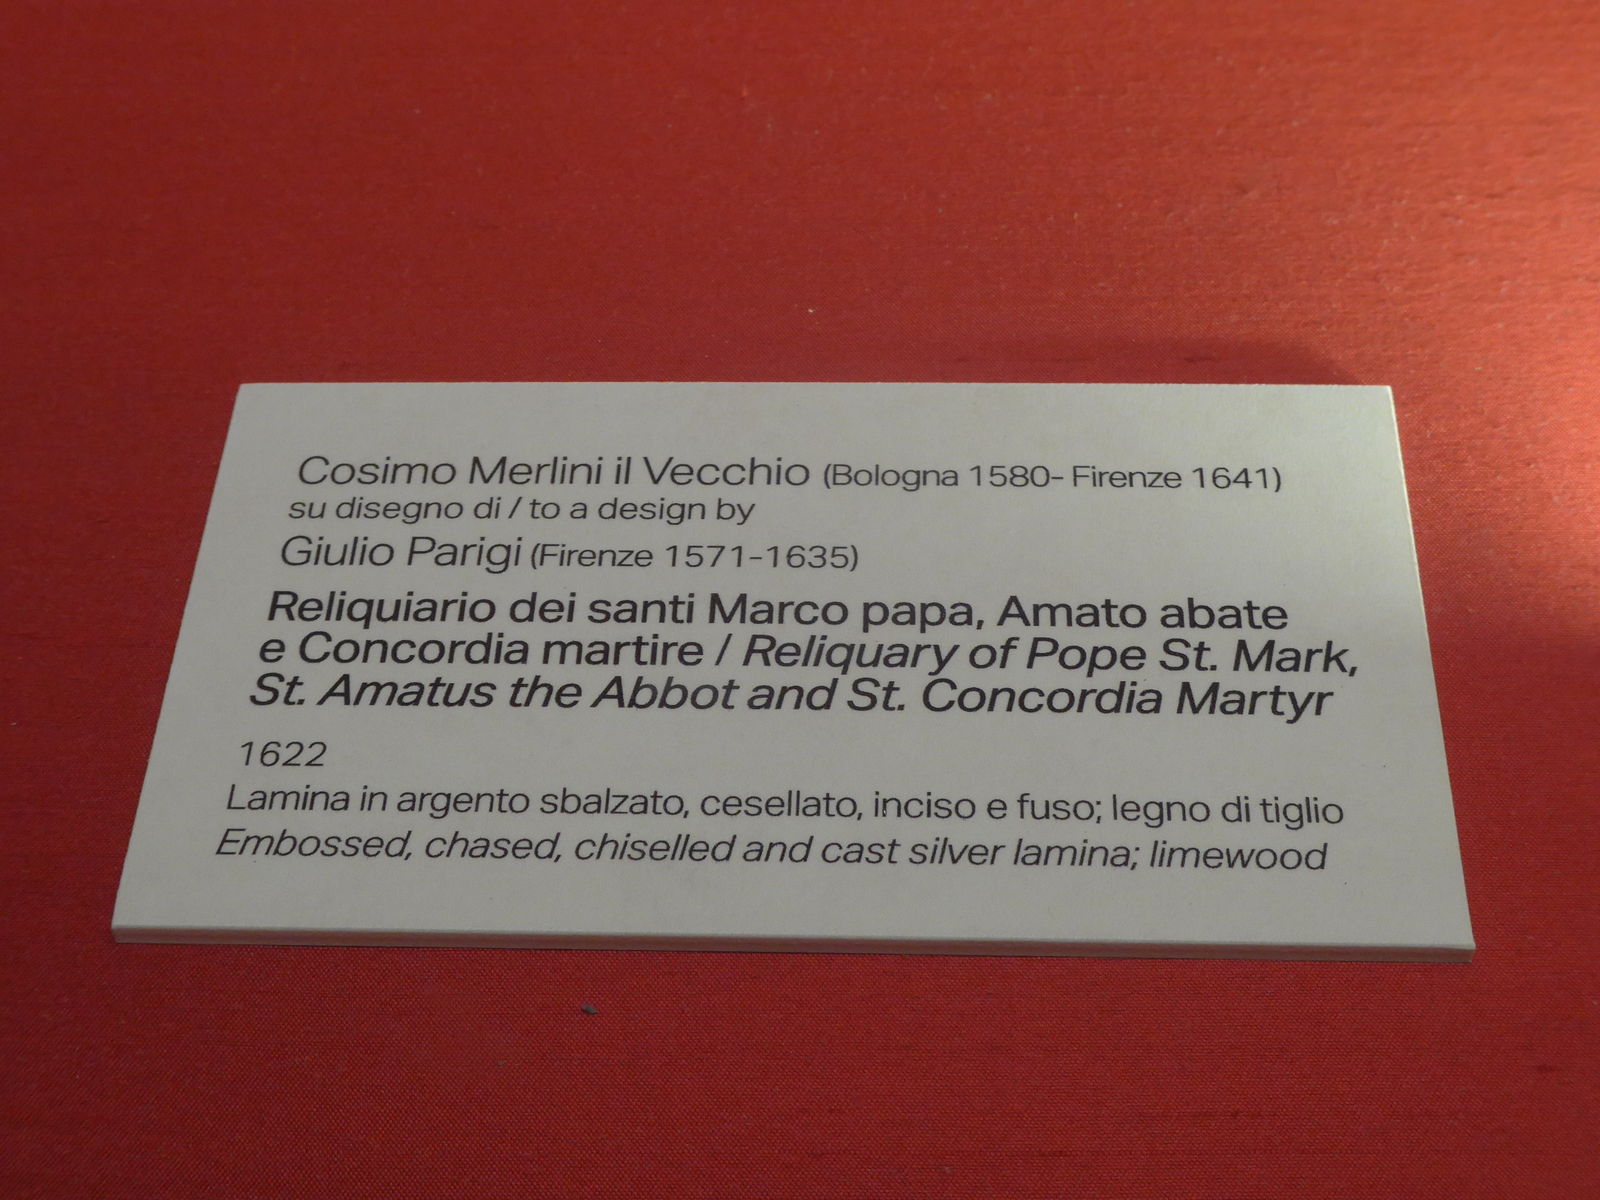 Cosimo Merlini il Vecchio (Bologna 1580- Firenze 1641)
su disegno di / to a design by
Giulio Parigi (Firenze 1571-1635)
Reliquiario dei santi Marco papa, Amato abate
e Concordia martire / Reliquary of Pope St. Mark,
St. Amatus the Abbot and St. Concordia Martyr
1622
Lamina in argento sbalzato, cesellato, inciso e fuso; legno di tiglio
Embossed, chased, chiselled and cast silver lamina; limewood